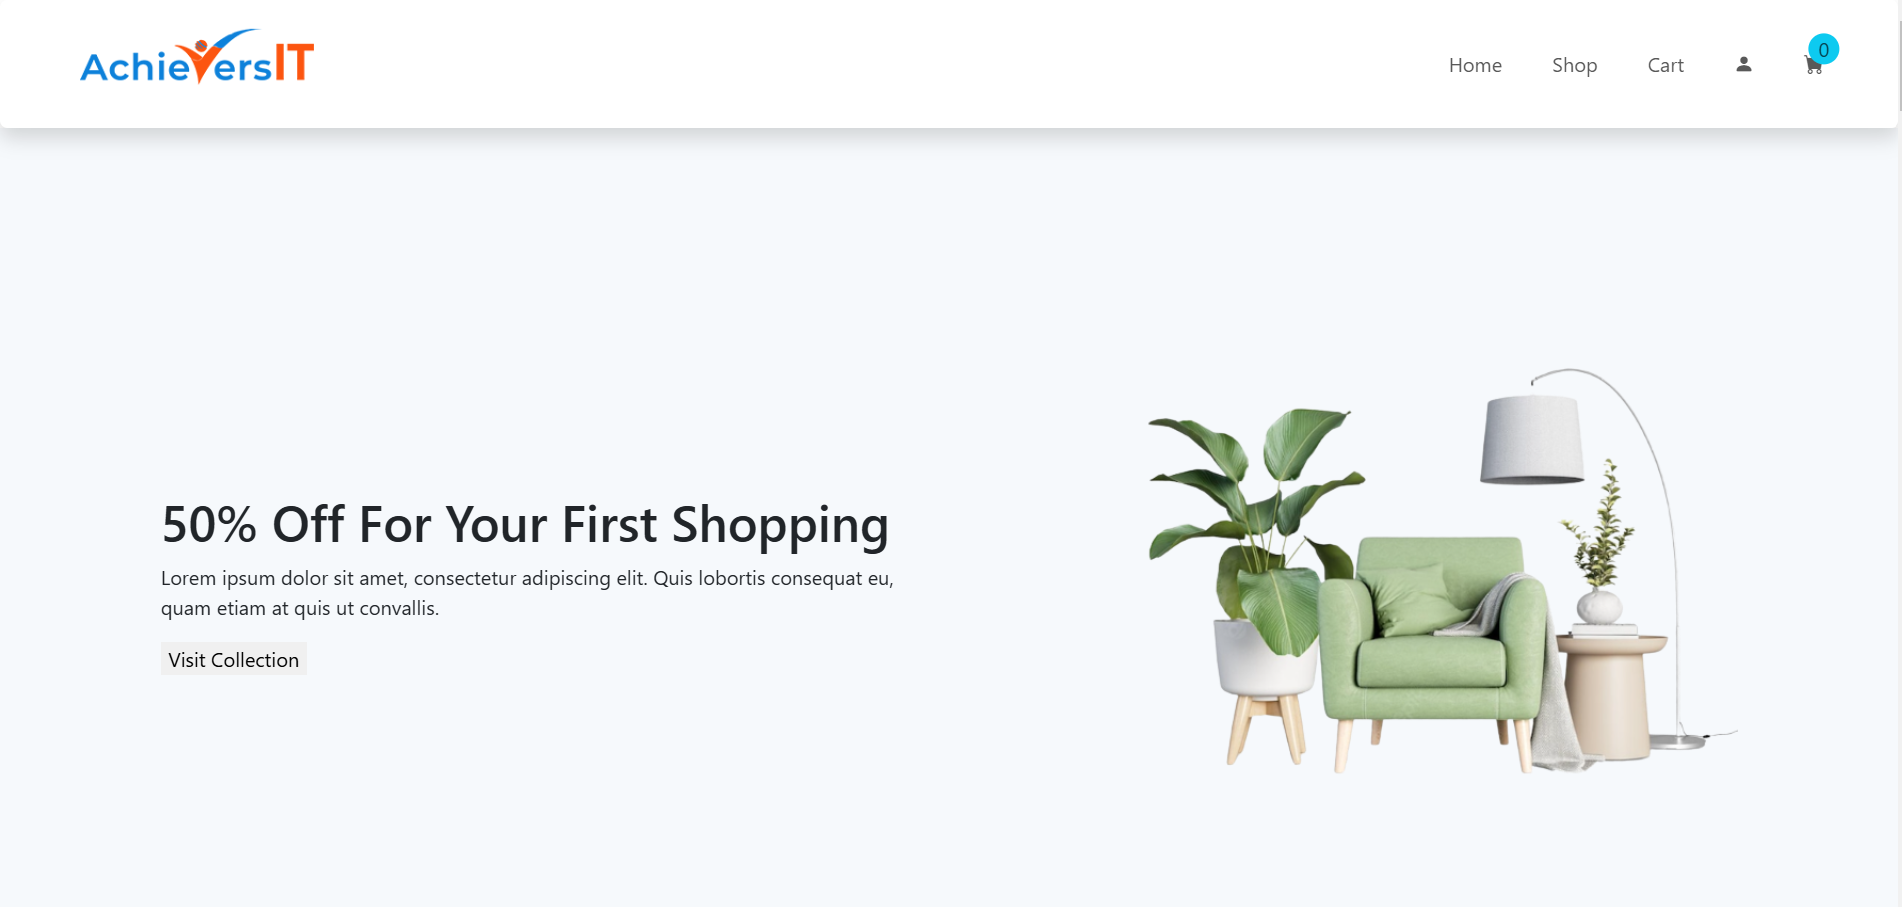 AchieversIT
Home Shop Cart 0
50% Off For Your First Shopping
Lorem ipsum dolor sit amet, consectetur adipiscing elit. Quis lobortis consequat eu,
quam etiam at quis ut convallis.
Visit Collection